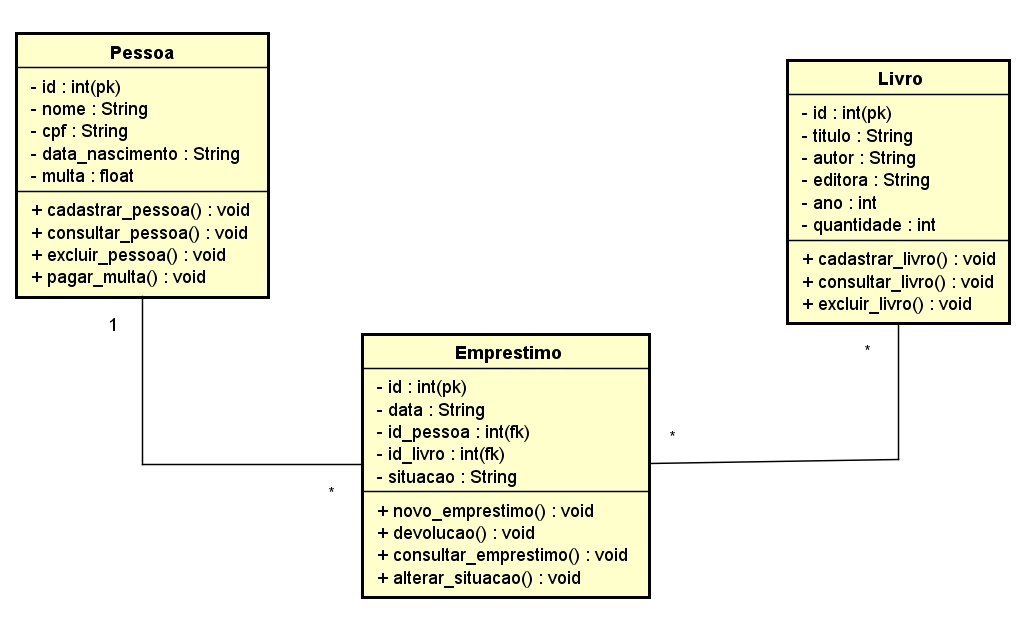 Pessoa
- id : int(pk)
- nome : String
- cpf : String
- data_nascimento : String
- multa : float
+ cadastrar_pessoa() : void
+ consultar_pessoa() : void
+ excluir_pessoa() : void
+ pagar_multa() : void
1
*
Emprestimo
- id : int(pk)
- data : String
- id_pessoa : int(fk)
- id_livro : int(fk)
- situacao : String
+ novo_emprestimo() : void
+ devolucao() : void
+ consultar_emprestimo() : void
+ alterar_situacao() : void
*
*
Livro
- id : int(pk)
- titulo : String
- autor : String
- editora : String
- ano : int
- quantidade : int
+ cadastrar_livro() : void
+ consultar_livro() : void
+ excluir_livro() : void